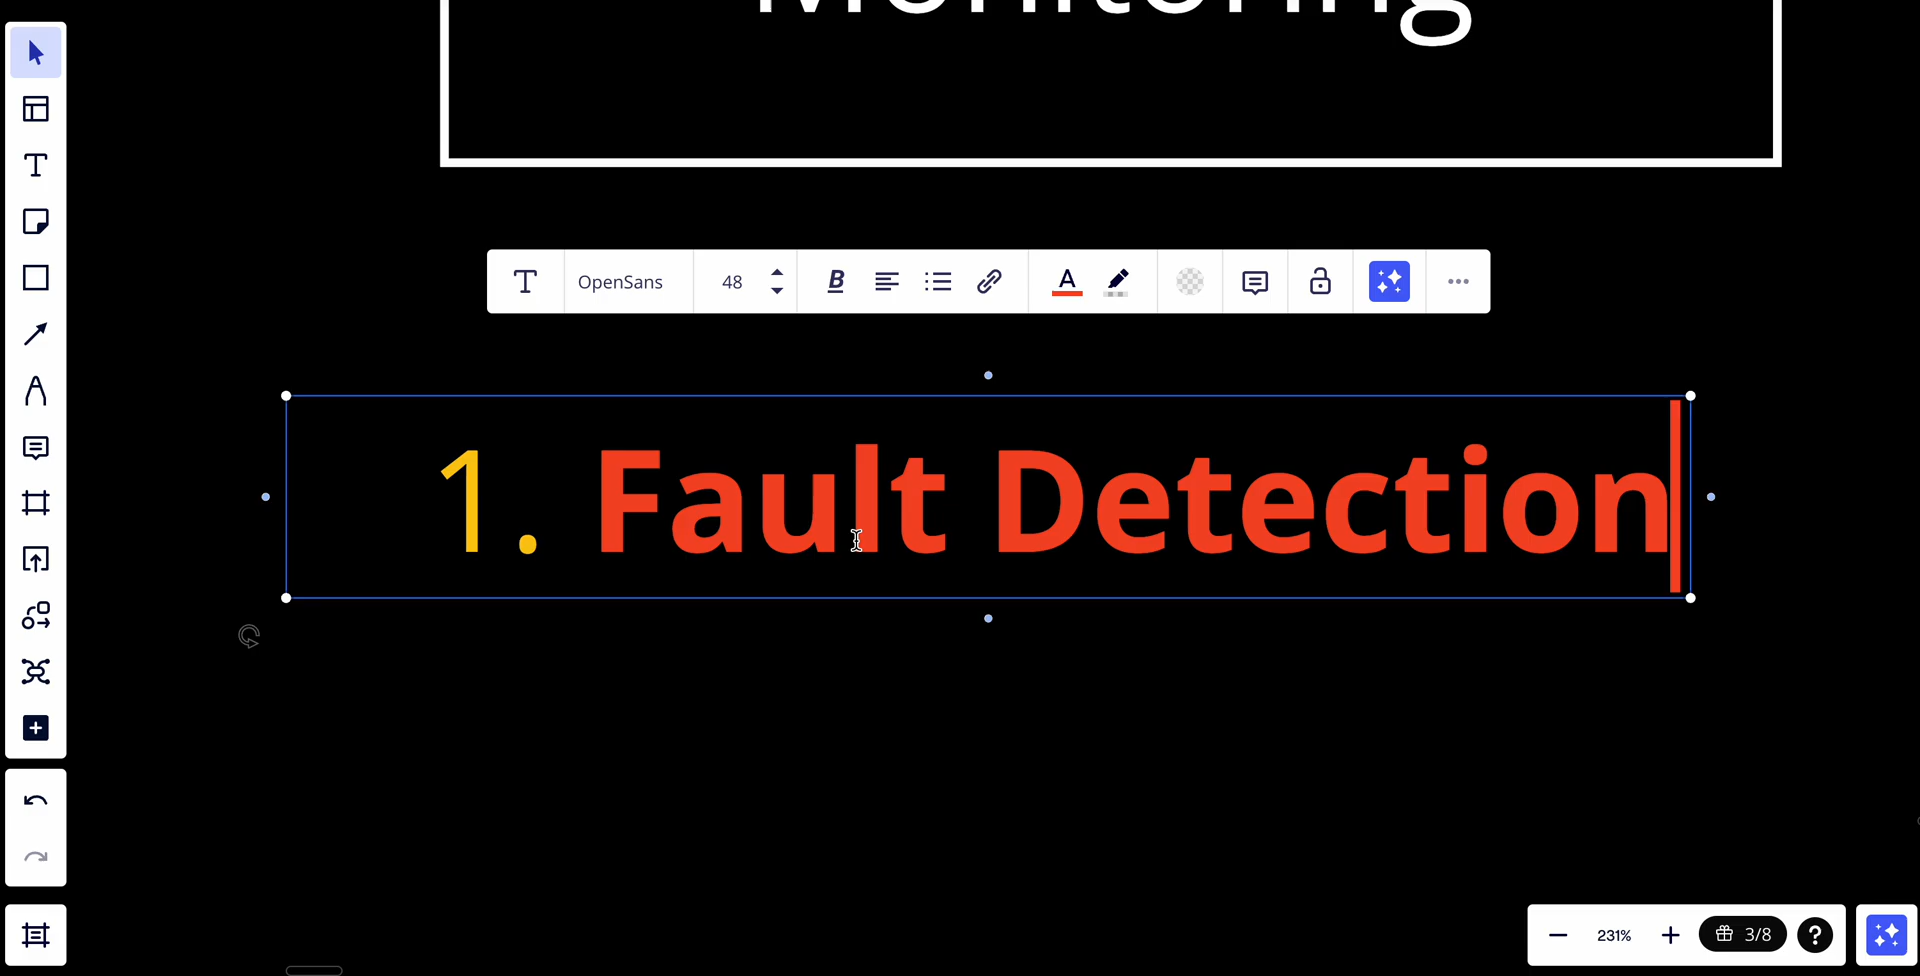 Monitoring
OpenSans
48
B
A
1. Fault Detection
231%
3/8
?